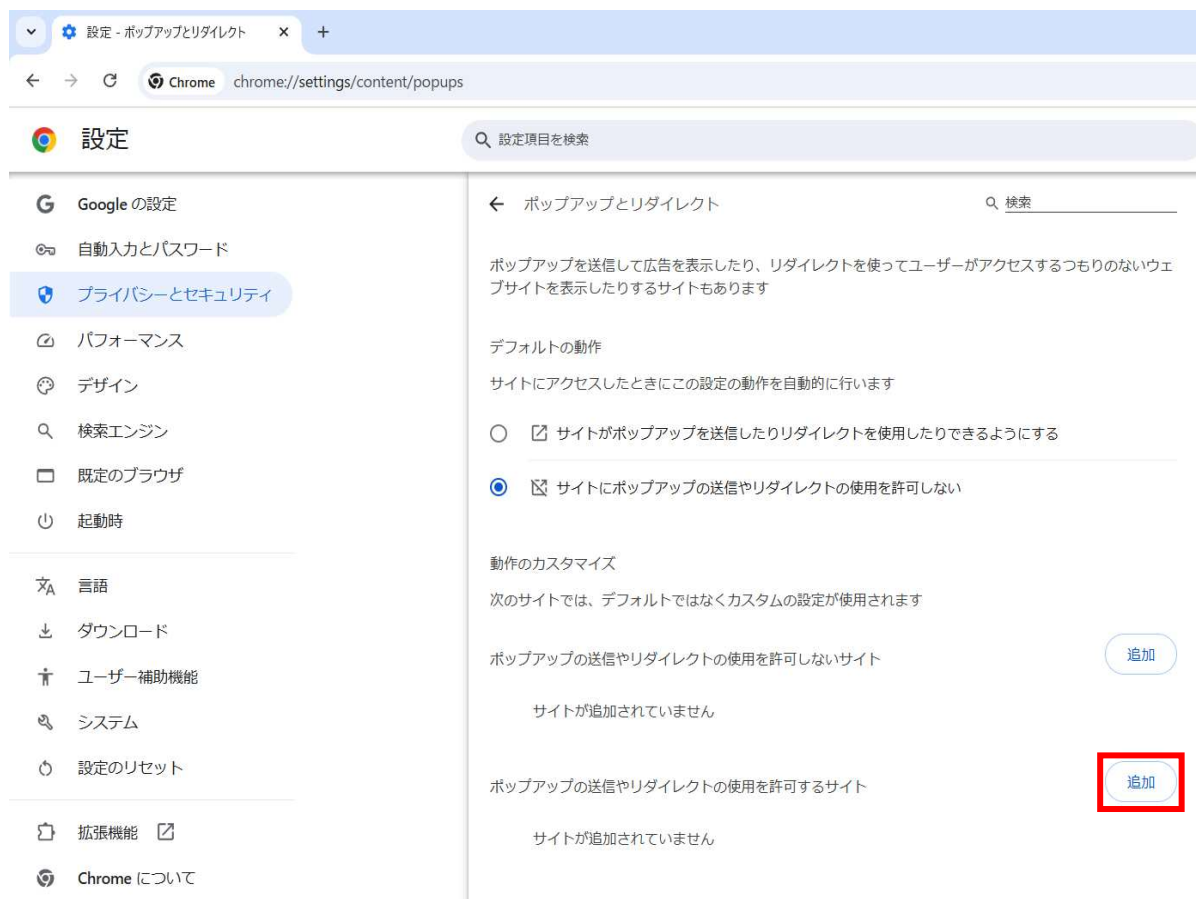 設定 - ポップアップとリダイレクト
Chrome chrome://settings/content/popups
設定
設定項目を検索
G Google の設定
自動入力とパスワード
プライバシーとセキュリティ
パフォーマンス
デザイン
検索エンジン
既定のブラウザ
起動時
言語
ダウンロード
ユーザー補助機能
システム
設定のリセット
拡張機能
Chrome について
ポップアップとリダイレクト
検索
ポップアップを送信して広告を表示したり、リダイレクトを使ってユーザーがアクセスするつもりのないウェ
ブサイトを表示したりするサイトもあります
デフォルトの動作
サイトにアクセスしたときにこの設定の動作を自動的に行います
サイトがポップアップを送信したりリダイレクトを使用したりできるようにする
サイトにポップアップの送信やリダイレクトの使用を許可しない
動作のカスタマイズ
次のサイトでは、デフォルトではなくカスタムの設定が使用されます
ポップアップの送信やリダイレクトの使用を許可しないサイト
追加
サイトが追加されていません
ポップアップの送信やリダイレクトの使用を許可するサイト
追加
サイトが追加されていません